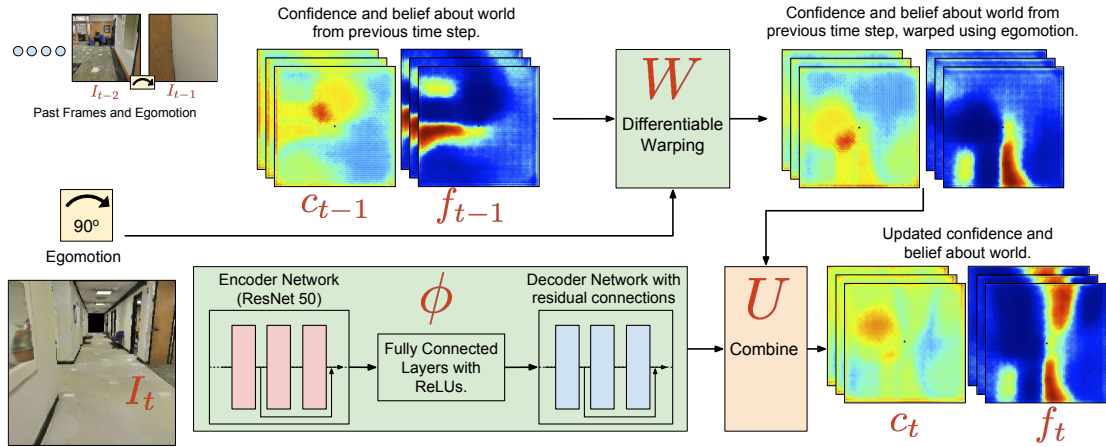 Confidence and belief about world
from previous time step.
Confidence and belief about world from
previous time step, warped using egomotion.
I_{t-2}
I_{t-1}
Past Frames and Egomotion
W
Differentiable
Warping
c_{t-1}
f_{t-1}
90º
Egomotion
Updated confidence and
belief about world.
Encoder Network
(ResNet 50)
ϕ
Decoder Network with
residual connections
Fully Connected
Layers with
ReLUs.
U
Combine
I_t
c_t
f_t